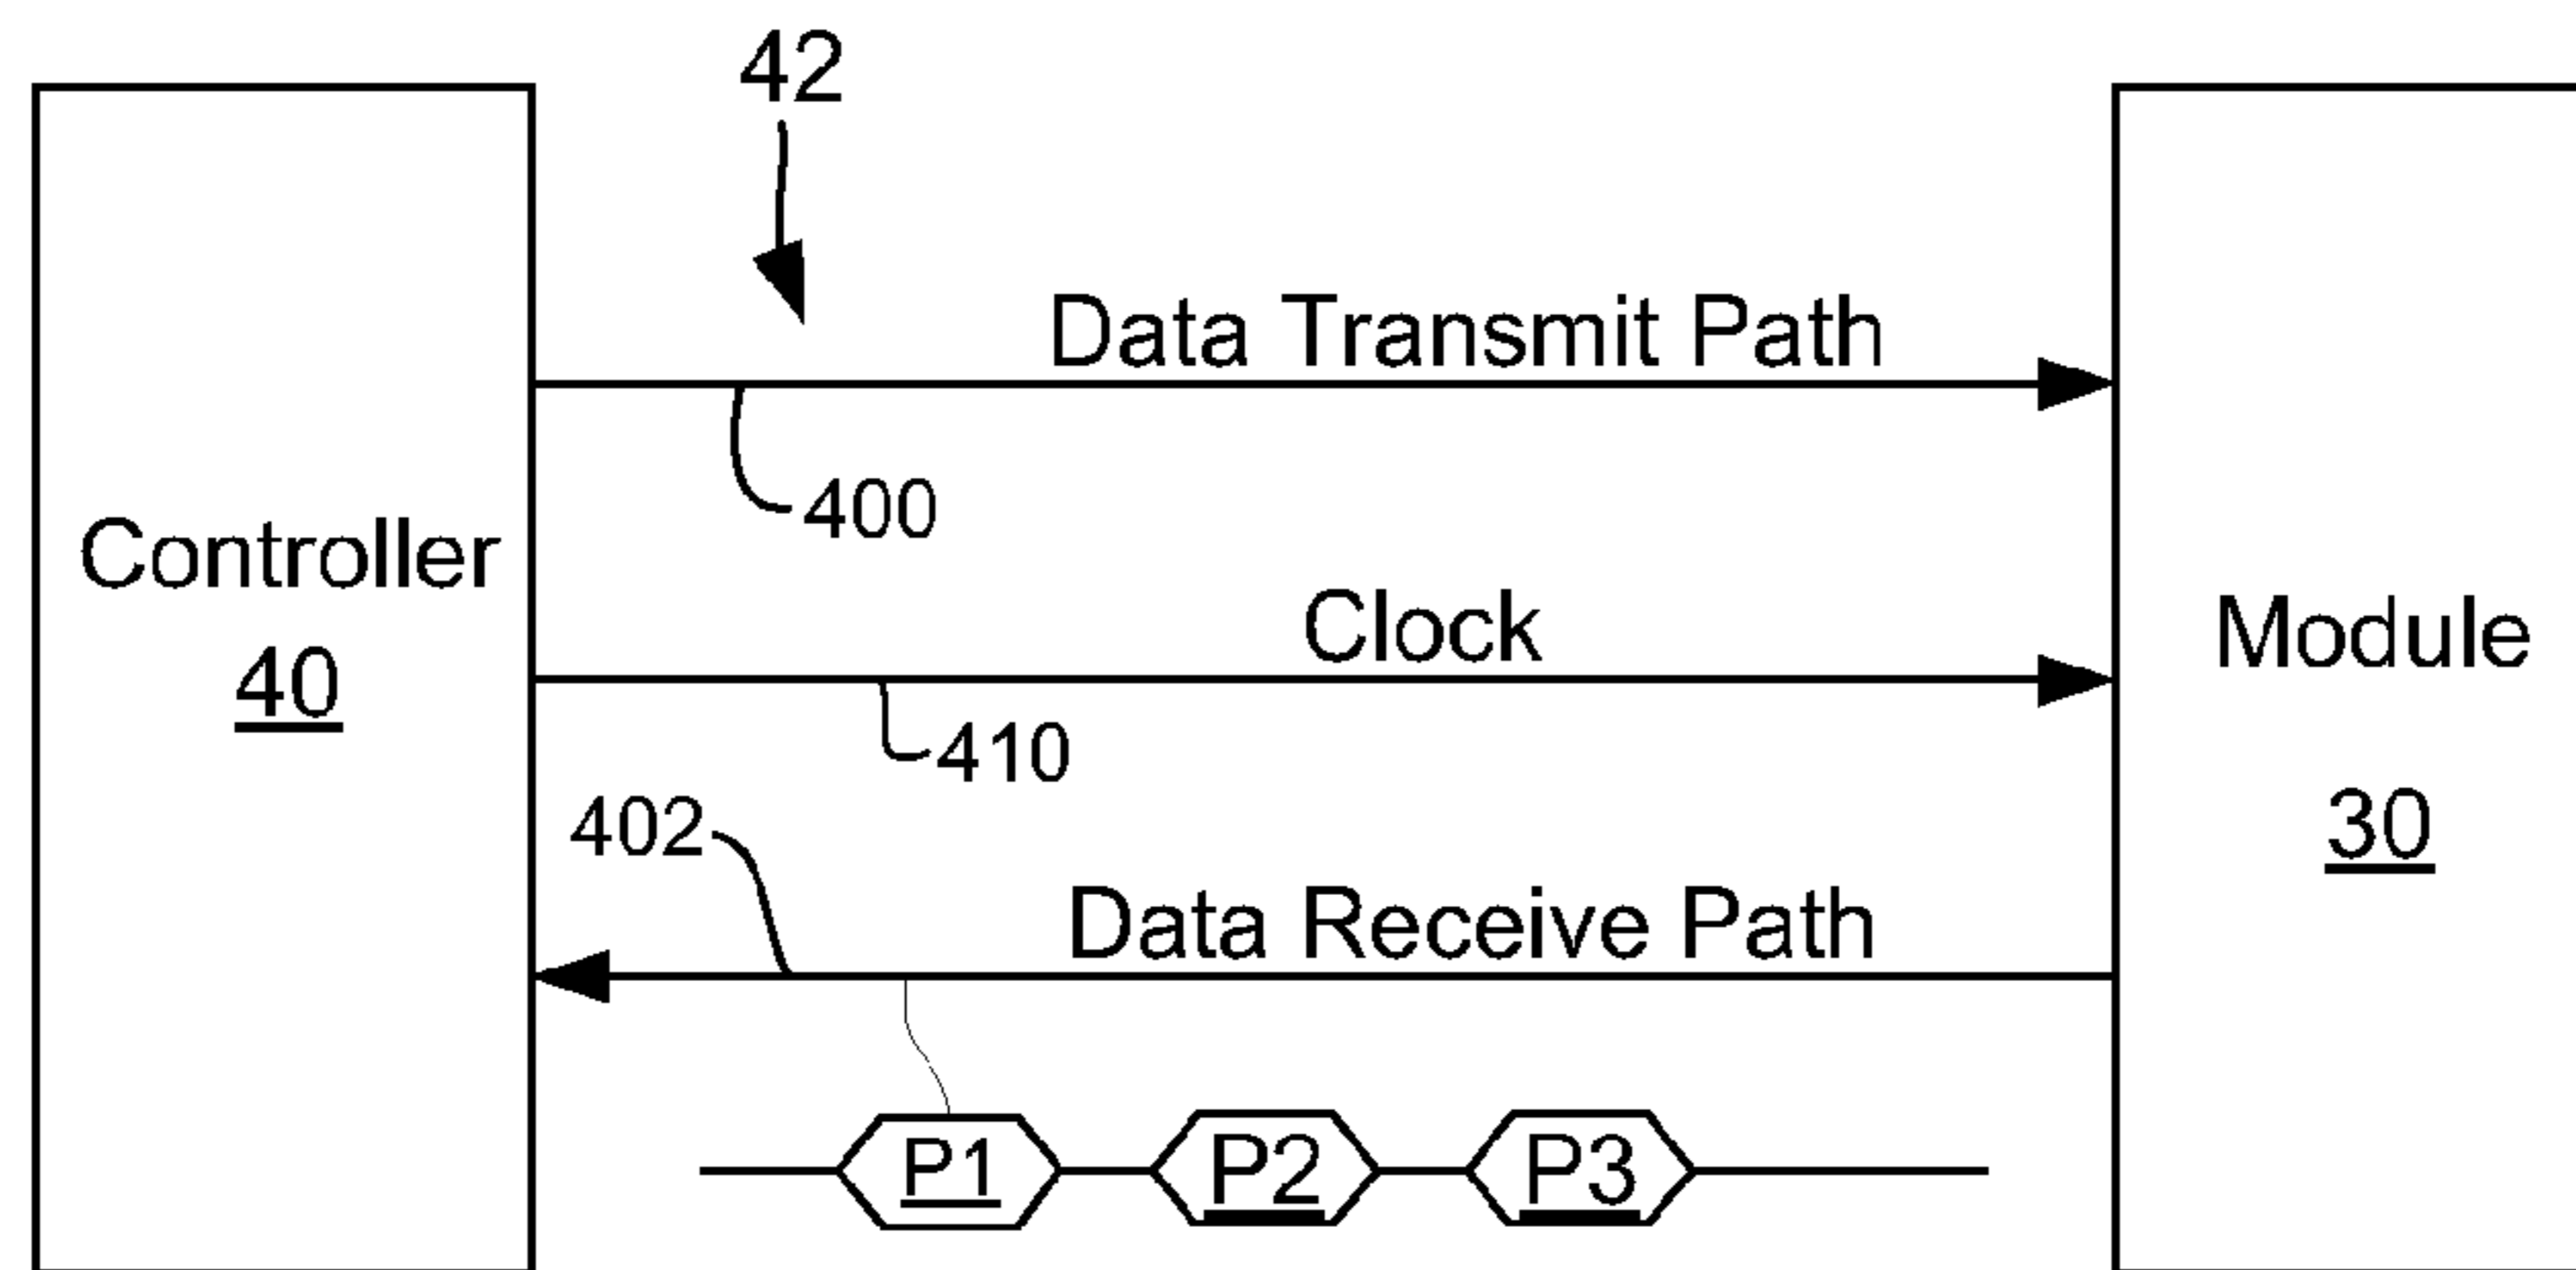 42
Data Transmit Path
400
Controller
40
Clock
410
Module
30
402
Data Receive Path
P1 P2 P3